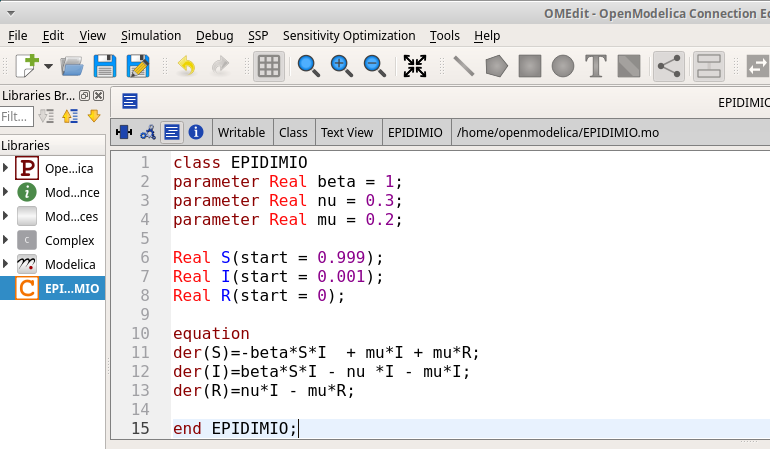 OMEdit - OpenModelica Connection Ed
File Edit View Simulation Debug SSP Sensitivity Optimization Tools Help
Libraries Br...
Filt...
Libraries
P Ope...ica
i Mod...nce
Mod...ces
C Complex
Modelica
C EPI...MIO
EPIDIMIO
Writable Class Text View EPIDIMIO /home/openmodelica/EPIDIMIO.mo
1 class EPIDIMIO
2 parameter Real beta = 1;
3 parameter Real nu = 0.3;
4 parameter Real mu = 0.2;
5
6 Real S(start = 0.999);
7 Real I(start = 0.001);
8 Real R(start = 0);
9
10 equation
11 der(S)=-beta*S*I  + mu*I + mu*R;
12 der(I)=beta*S*I - nu *I - mu*I;
13 der(R)=nu*I - mu*R;
14
15 end EPIDIMIO;